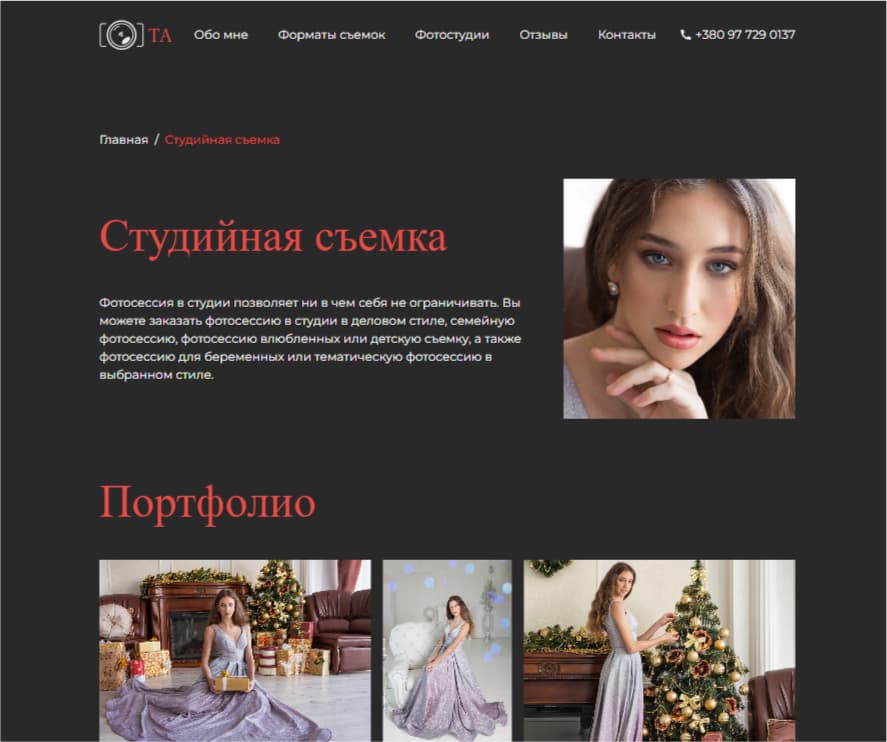 TA Обо мне Форматы съемок Фотостудии Отзывы Контакты +380 97 729 0137
Главная / Студийная съемка
Студийная съемка
Фотосессия в студии позволяет ни в чем себя не ограничивать. Вы
можете заказать фотосессию в студии в деловом стиле, семейную
фотосессию, фотосессию влюбленных или детскую съемку, а также
фотосессию для беременных или тематическую фотосессию в
выбранном стиле.
Портфолио